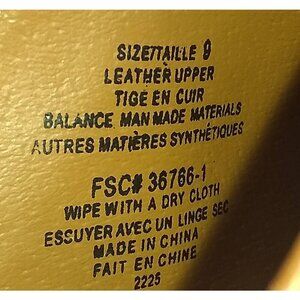 SIZE/TAILLE 9
LEATHER UPPER
TIGE EN CUIR
BALANCE MAN MADE MATERIALS
AUTRES MATIÈRES SYNTHÉTIQUES
FSC# 36766-1
WIPE WITH A DRY CLOTH
ESSUYER AVEC UN LINGE SEC
MADE IN CHINA
FAIT EN CHINE
2225